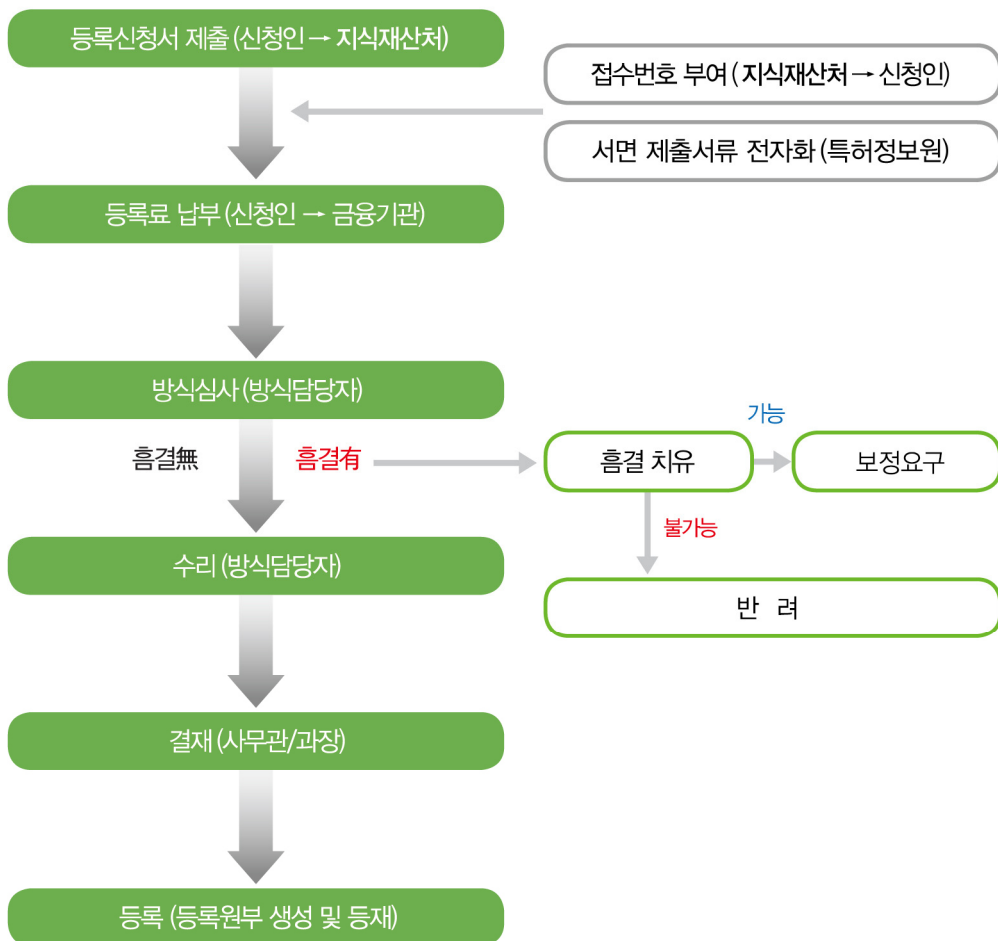 등록신청서 제출 (신청인 → 지식재산처)
접수번호 부여 ( 지식재산처 → 신청인)
서면 제출서류 전자화 (특허정보원)
등록료 납부 (신청인 → 금융기관)
방식심사 (방식담당자)
흠결無
흠결有
흠결 치유
가능
보정요구
불가능
반 려
수리 (방식담당자)
결재 (사무관/과장)
등록 (등록원부 생성 및 등재)